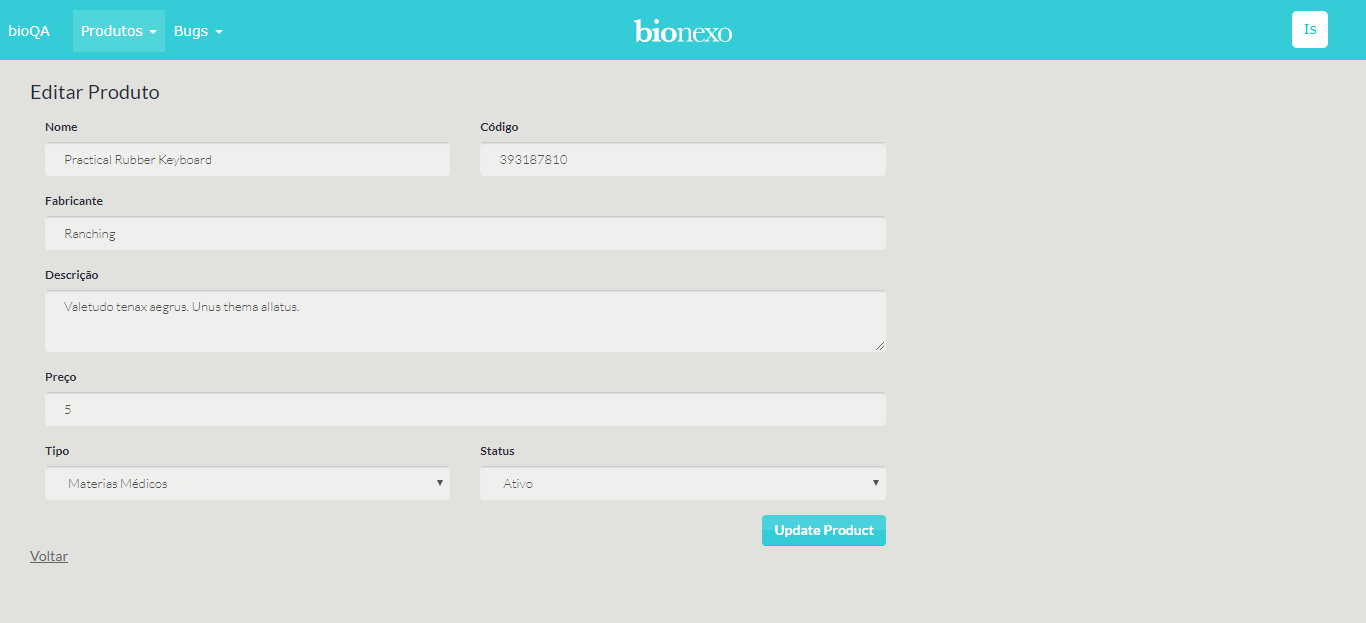 bioQA Produtos Bugs bionexo Is
Editar Produto
Nome Código
Practical Rubber Keyboard 393187810
Fabricante
Ranching
Descrição
Valetudo tenax aegrus. Unus thema allatus.
Preço
5
Tipo Status
Materias Médicos Ativo
Update Product
Voltar